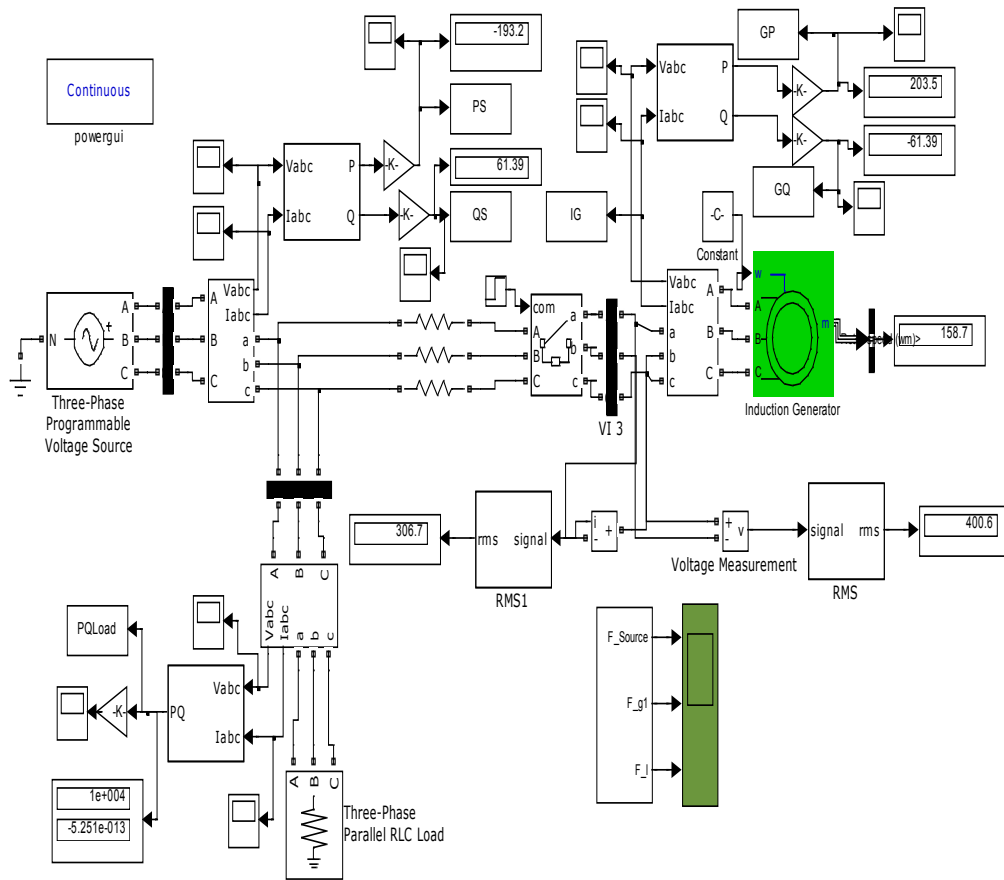 Continuous
powergui
-193.2
PS
Vabc
Iabc
P
Q
-K-
-K-
61.39
QS
GP
Vabc
Iabc
P
Q
-K-
-K-
203.5
-61.39
GQ
IG
-C-
Constant
N
+
A
B
C
Three-Phase
Programmable
Voltage Source
A
B
C
Vabc
Iabc
a
b
c
com
A
B
C
a
b
c
VI 3
Vabc
Iabc
a
b
c
A
B
C
w
A
B
C
m
Induction Generator
(wm)>
158.7
306.7
rms
signal
RMS1
i
-
+
+
-
v
Voltage Measurement
signal
rms
RMS
400.6
A
B
C
Vabc
Iabc
a
b
c
PQLoad
-K-
PQ
Vabc
Iabc
1e+004
-5.251e-013
A
B
C
Three-Phase
Parallel RLC Load
F_Source
F_g1
F_l